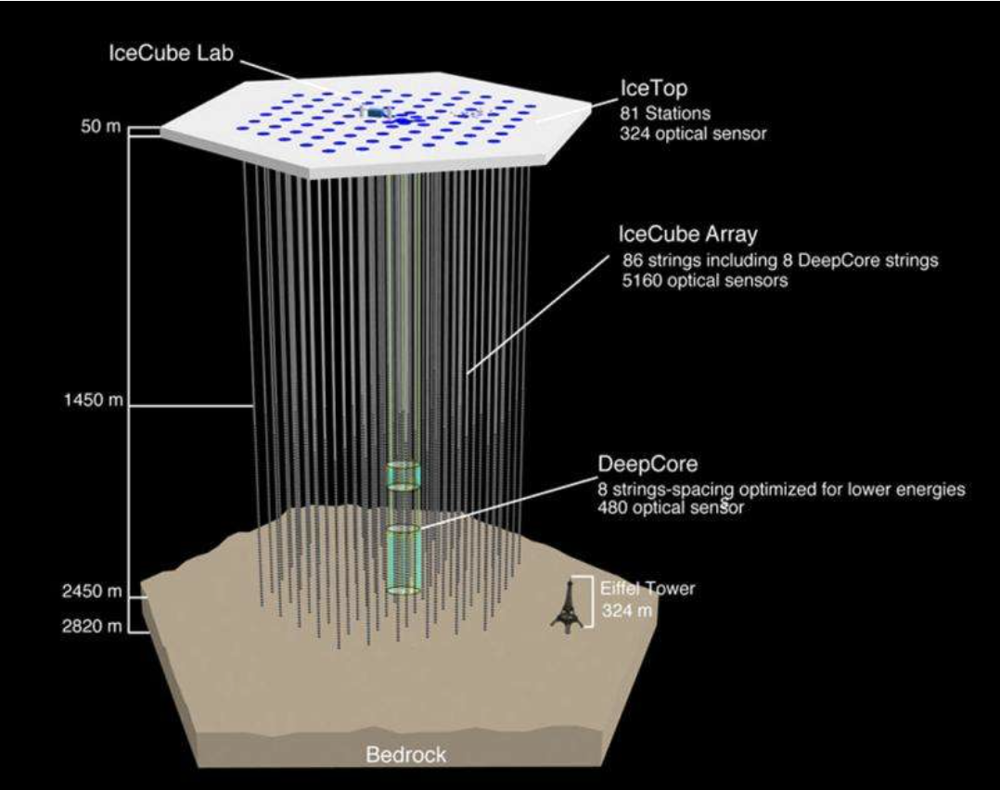 IceCube Lab
IceTop
81 Stations
324 optical sensor
50 m
IceCube Array
86 strings including 8 DeepCore strings
5160 optical sensors
1450 m
DeepCore
8 strings-spacing optimized for lower energies
480 optical sensor
s
2450 m
Eiffel Tower
324 m
2820 m
Bedrock